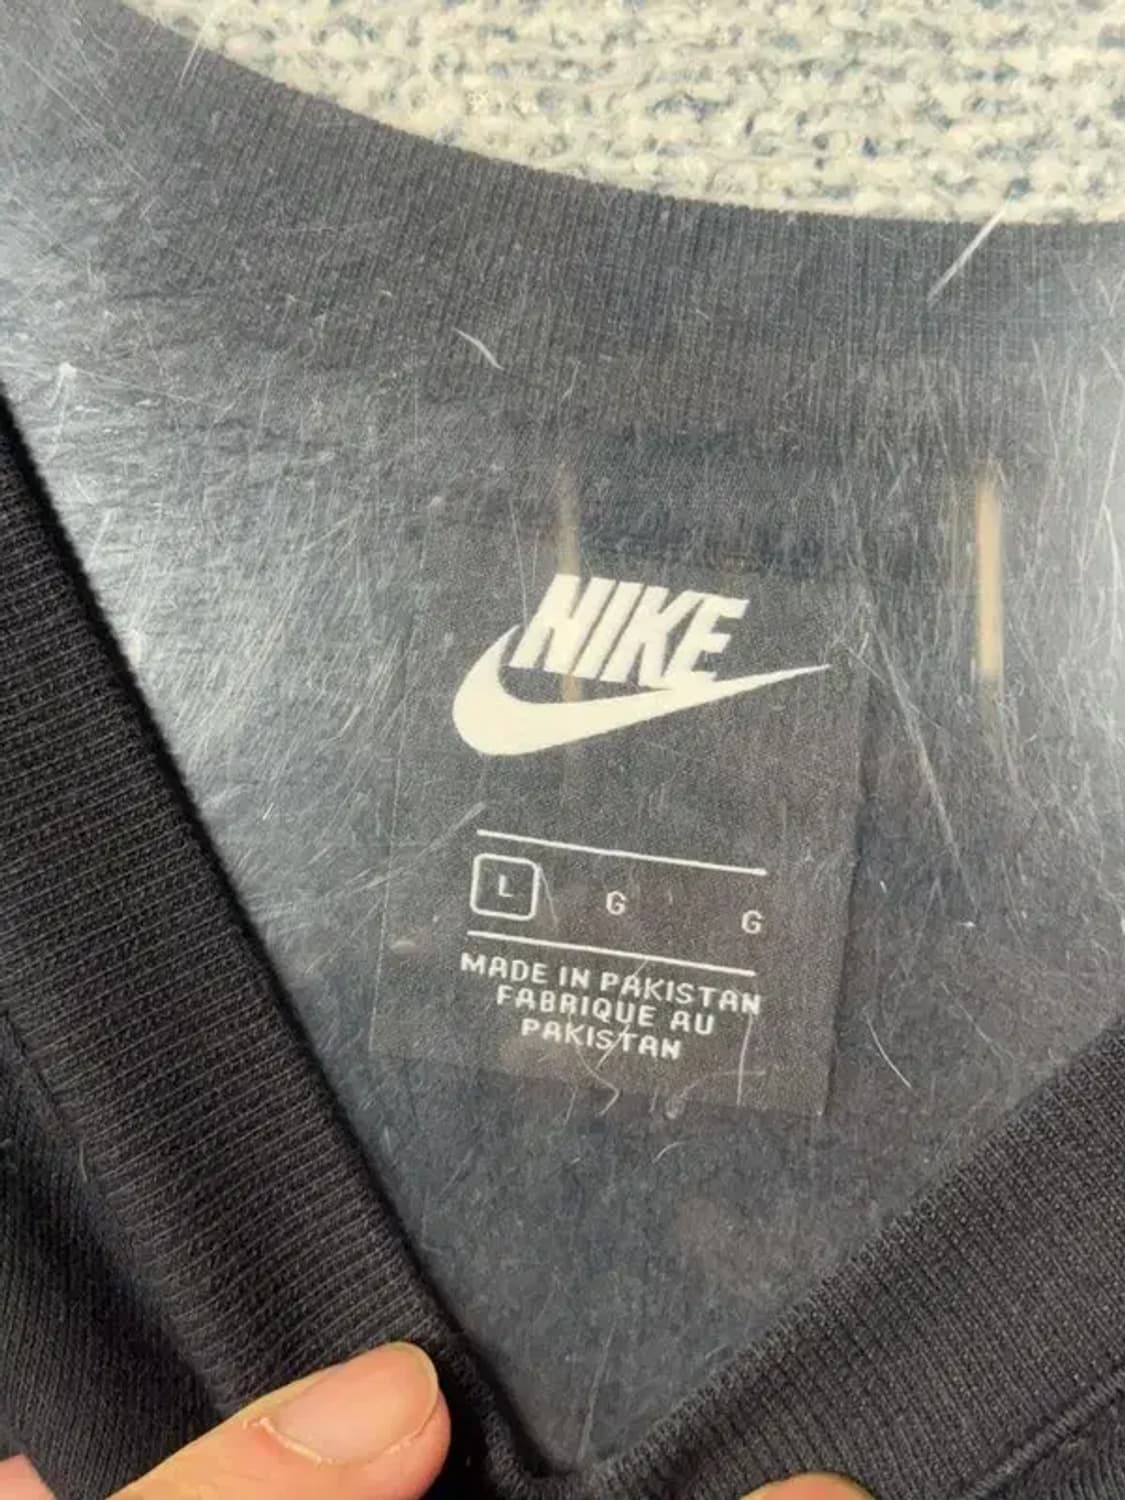 NIKE
L G G
MADE IN PAKISTAN
FABRIQUE AU
PAKISTAN